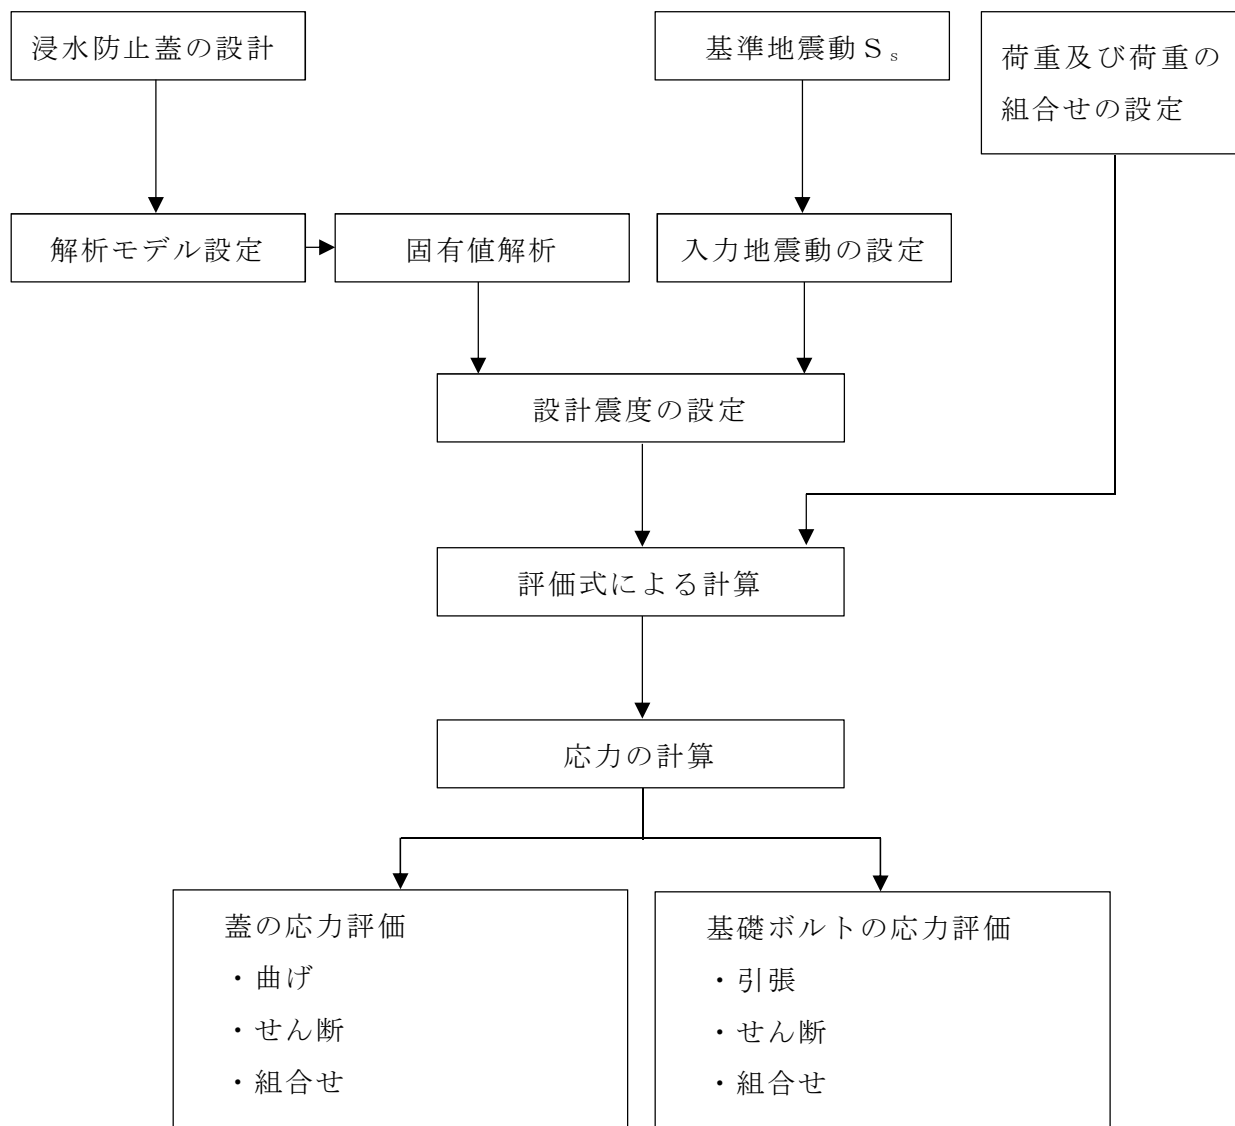 浸水防止蓋の設計
基準地震動Ｓｓ
荷重及び荷重の
組合せの設定
解析モデル設定
固有値解析
入力地震動の設定
設計震度の設定
評価式による計算
応力の計算
蓋の応力評価
・曲げ
・せん断
・組合せ
基礎ボルトの応力評価
・引張
・せん断
・組合せ